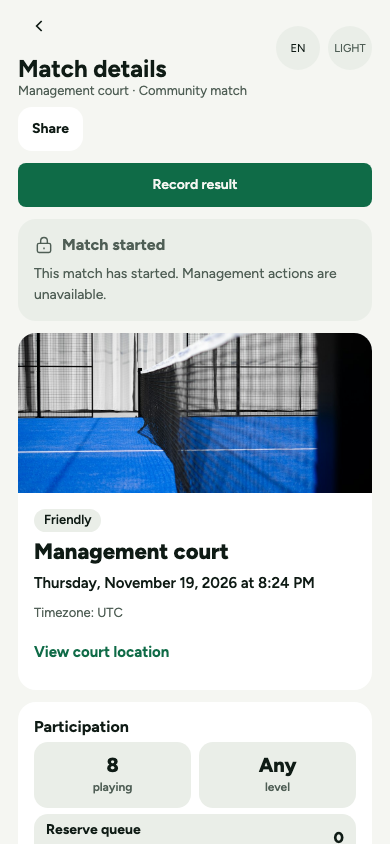 EN
LIGHT
Match details
Management court · Community match
Share
Record result
Match started
This match has started. Management actions are
unavailable.
Friendly
Management court
Thursday, November 19, 2026 at 8:24 PM
Timezone: UTC
View court location
Participation
8
playing
Any
level
Reserve queue
0